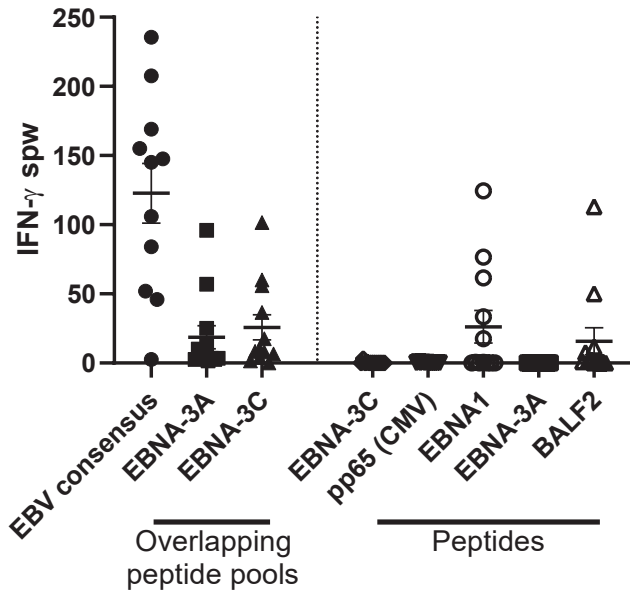 250
200
150
100
50
0
IFN-γ spw
EBV consensus
EBNA-3A
EBNA-3C
EBNA-3C
pp65 (CMV)
EBNA1
EBNA-3A
BALF2
Overlapping
peptide pools
Peptides